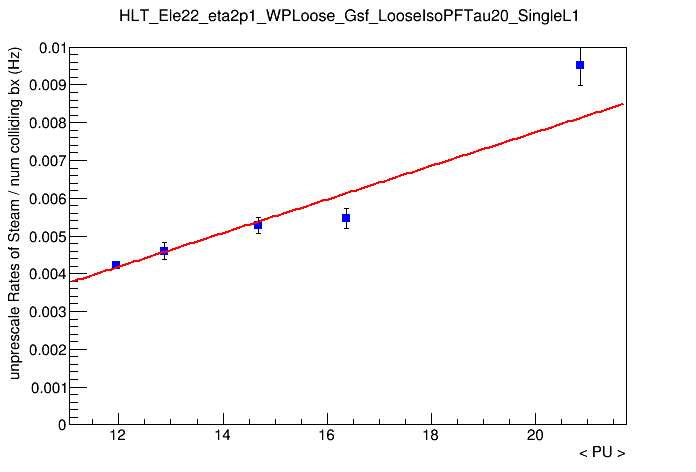 HLT_Ele22_eta2p1_WPLoose_Gsf_LooseIsoPFTau20_SingleL1
unprescale Rates of Steam / num colliding bx (Hz)
0.01
0.009
0.008
0.007
0.006
0.005
0.004
0.003
0.002
0.001
0
12 14 16 18 20
< PU >